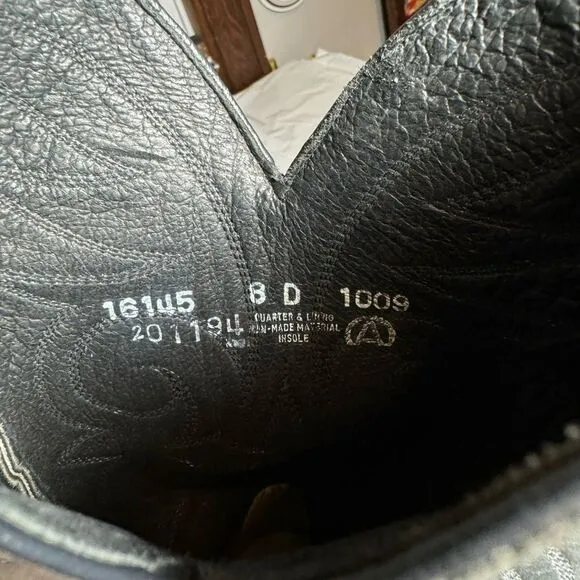 16145 8 D 1009
201194 QUARTER & LINING
MAN-MADE MATERIAL
INSOLE
A